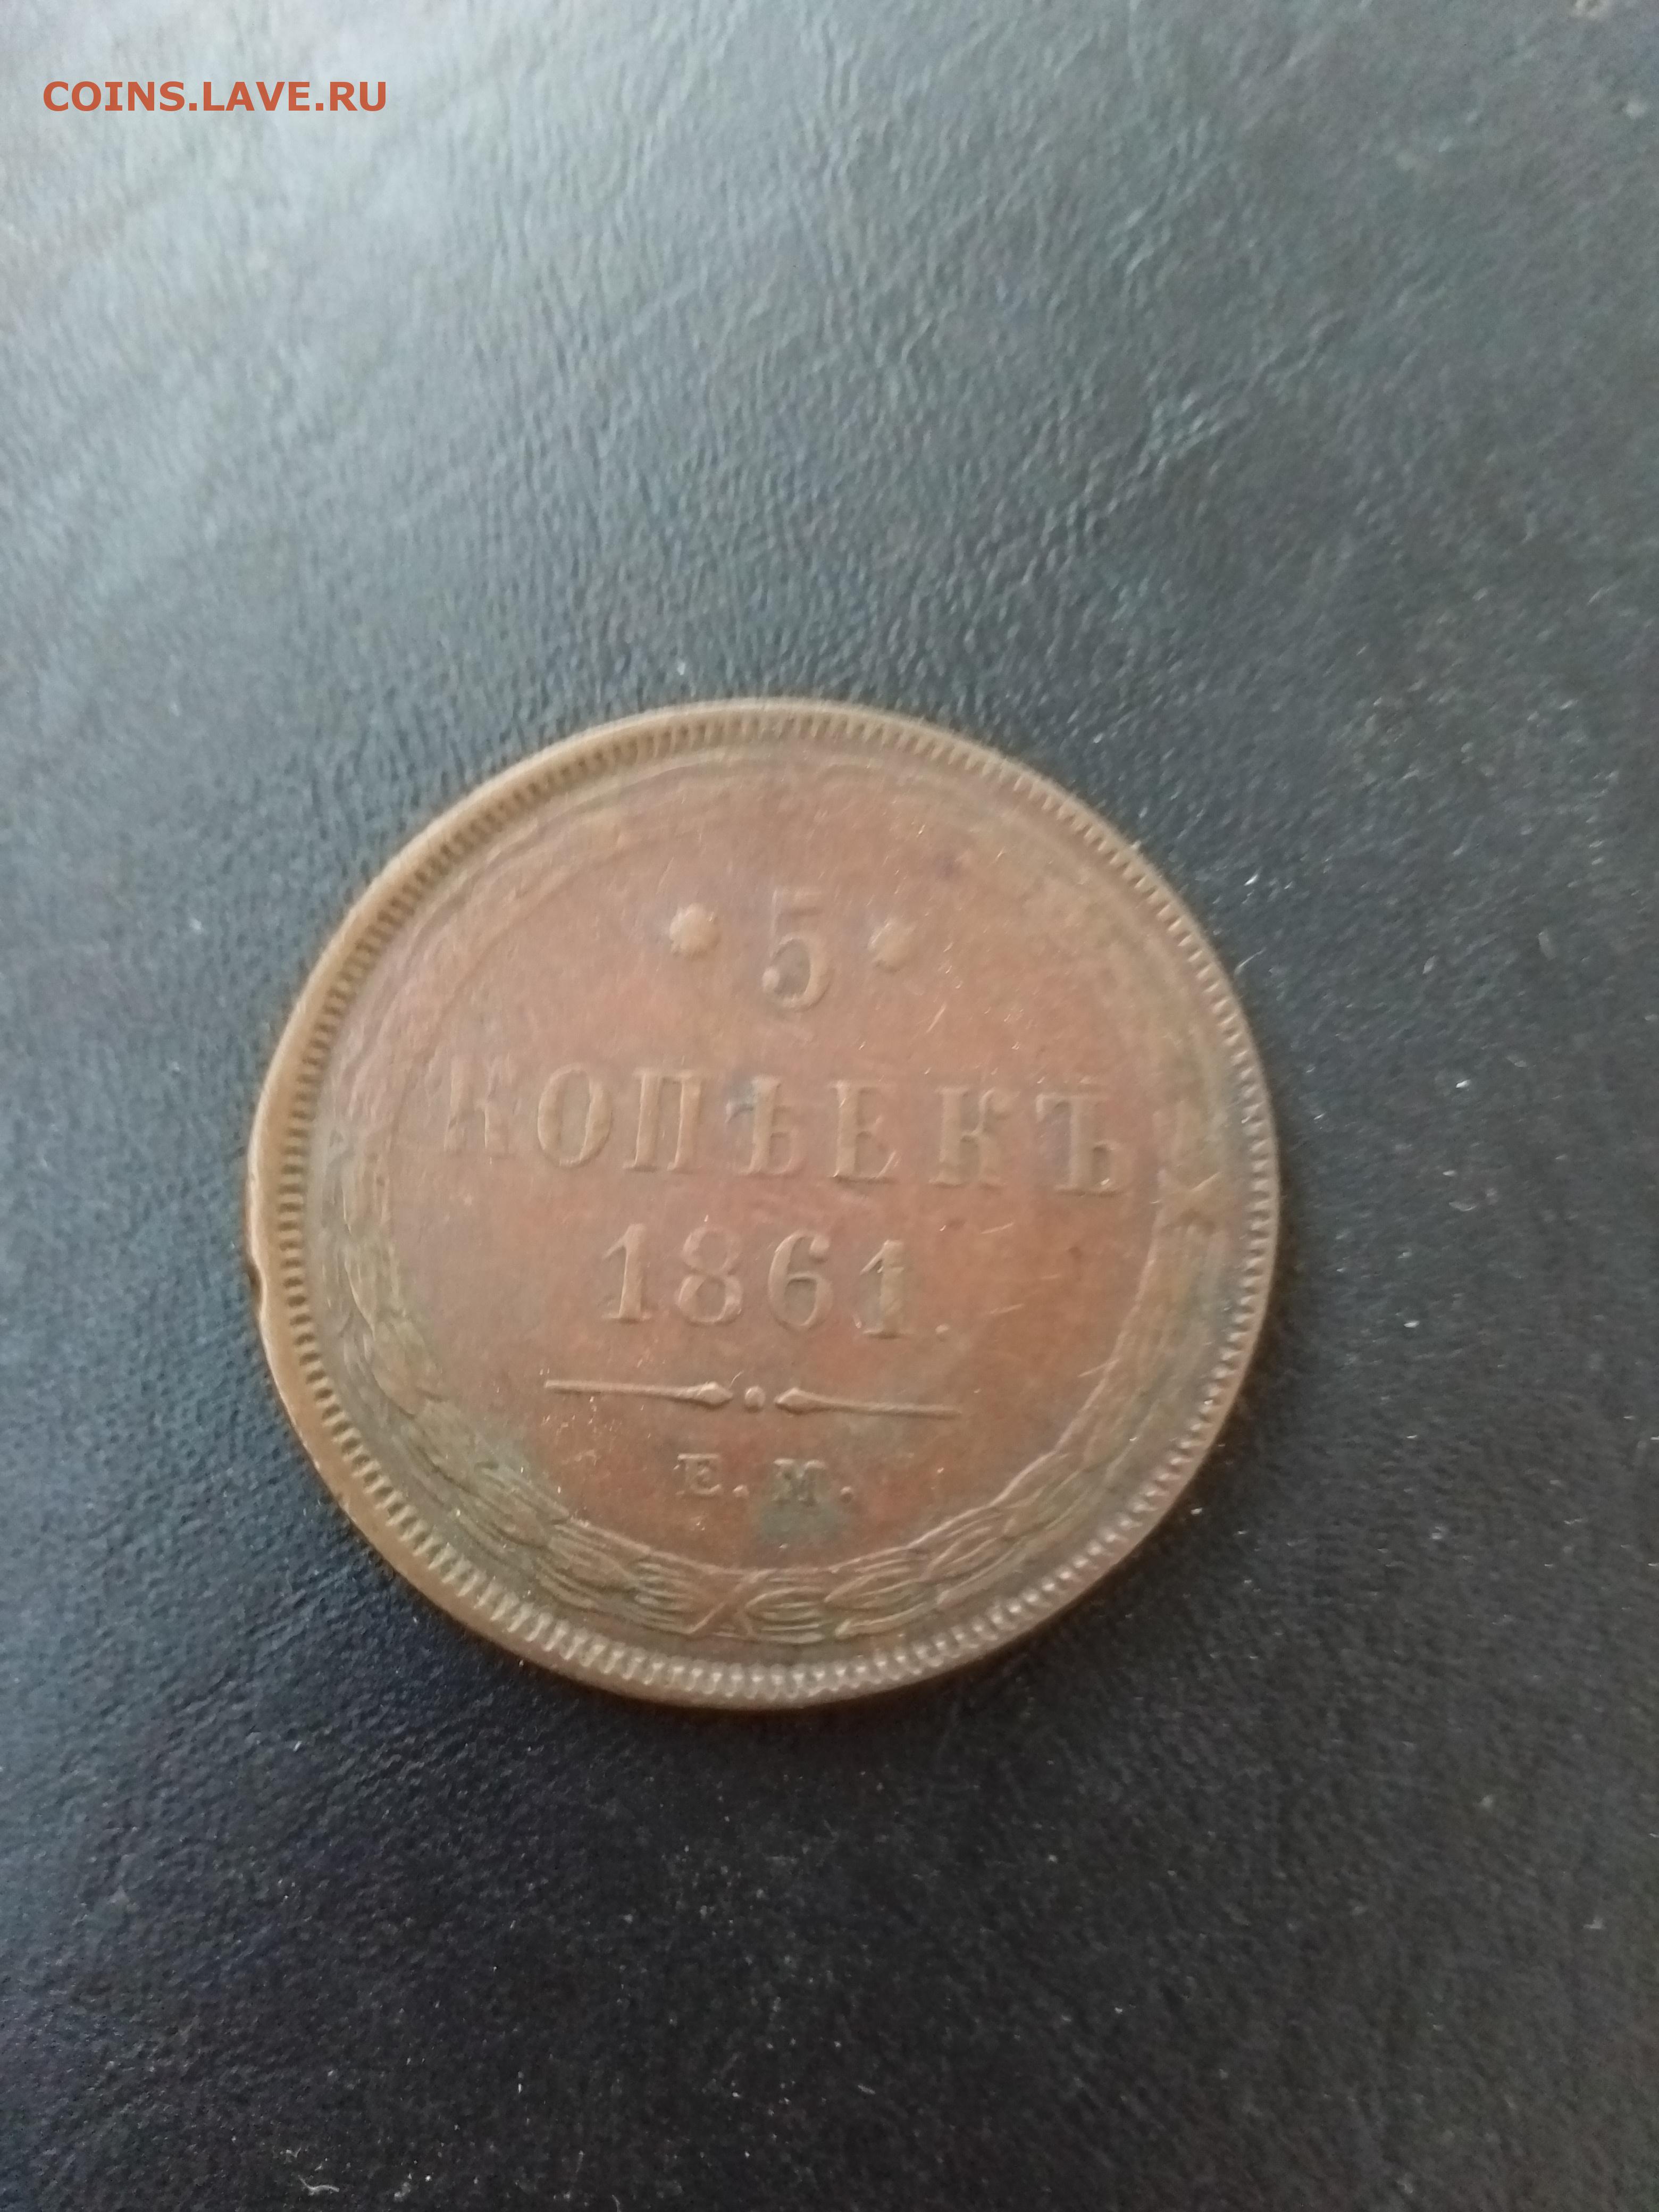 COINS.LAVE.RU
* 5 *
КОПѢЕКЪ
1861.
Е. М.